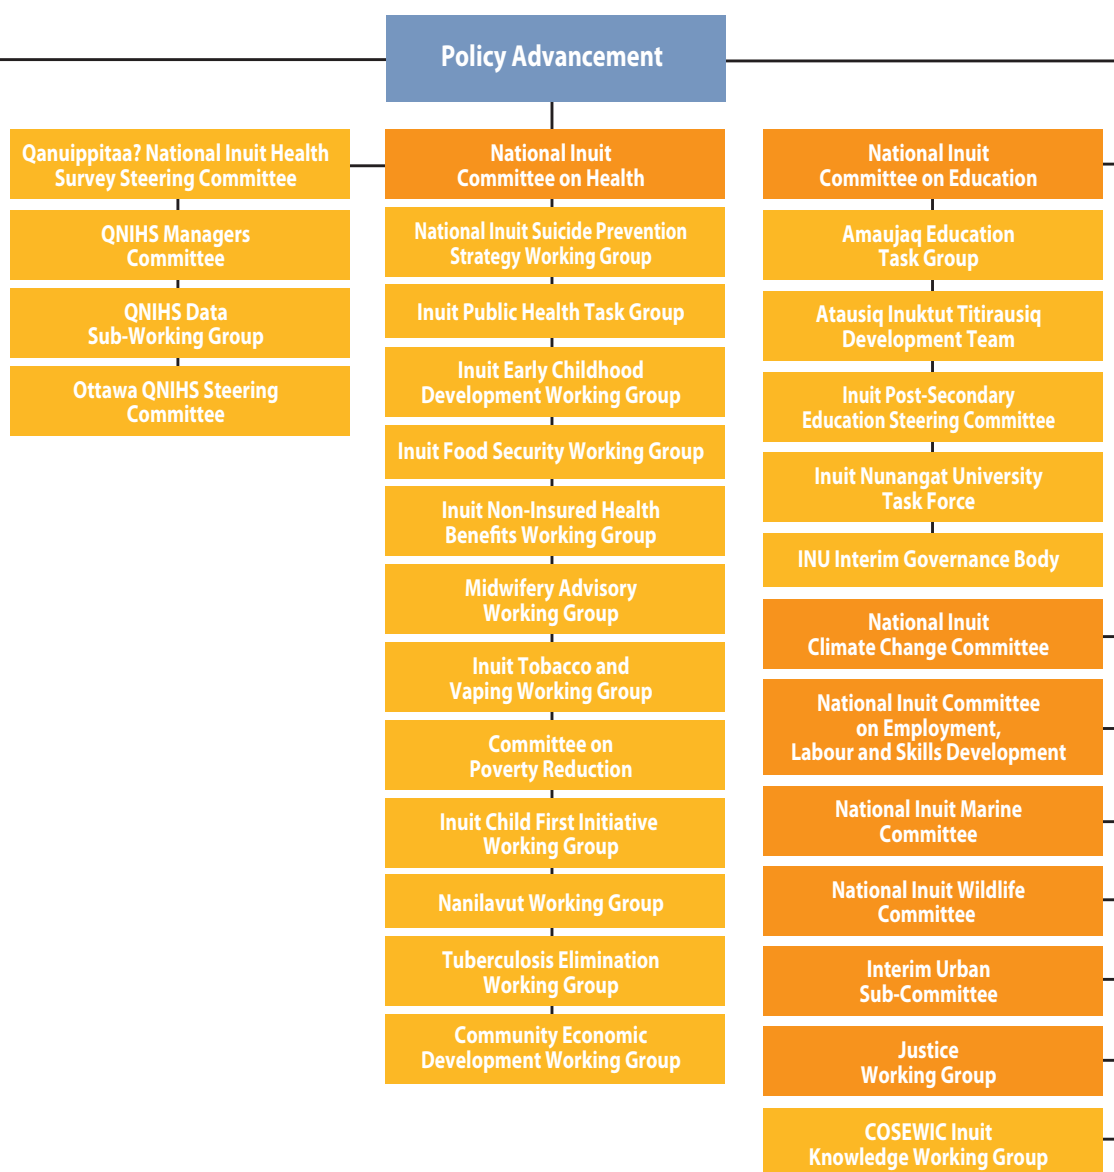 Policy Advancement
Qanuippitaa? National Inuit Health
Survey Steering Committee
QNIHS Managers
Committee
QNIHS Data
Sub-Working Group
Ottawa QNIHS Steering
Committee
National Inuit
Committee on Health
National Inuit Suicide Prevention
Strategy Working Group
Inuit Public Health Task Group
Inuit Early Childhood
Development Working Group
Inuit Food Security Working Group
Inuit Non-Insured Health
Benefits Working Group
Midwifery Advisory
Working Group
Inuit Tobacco and
Vaping Working Group
Committee on
Poverty Reduction
Inuit Child First Initiative
Working Group
Nanilavut Working Group
Tuberculosis Elimination
Working Group
Community Economic
Development Working Group
National Inuit
Committee on Education
Amaujaq Education
Task Group
Atausiq Inuktut Titirausiq
Development Team
Inuit Post-Secondary
Education Steering Committee
Inuit Nunangat University
Task Force
INU Interim Governance Body
National Inuit
Climate Change Committee
National Inuit Committee
on Employment,
Labour and Skills Development
National Inuit Marine
Committee
National Inuit Wildlife
Committee
Interim Urban
Sub-Committee
Justice
Working Group
COSEWIC Inuit
Knowledge Working Group